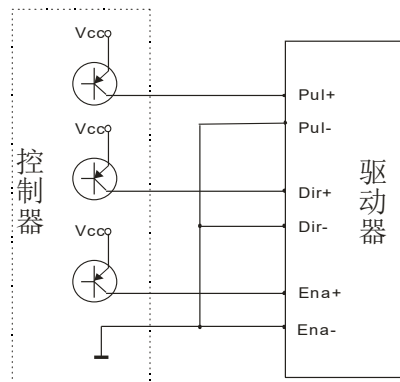 Vcc
Pul+
Vcc
Pul-
控制器
驱动器
Dir+
Dir-
Vcc
Ena+
Ena-